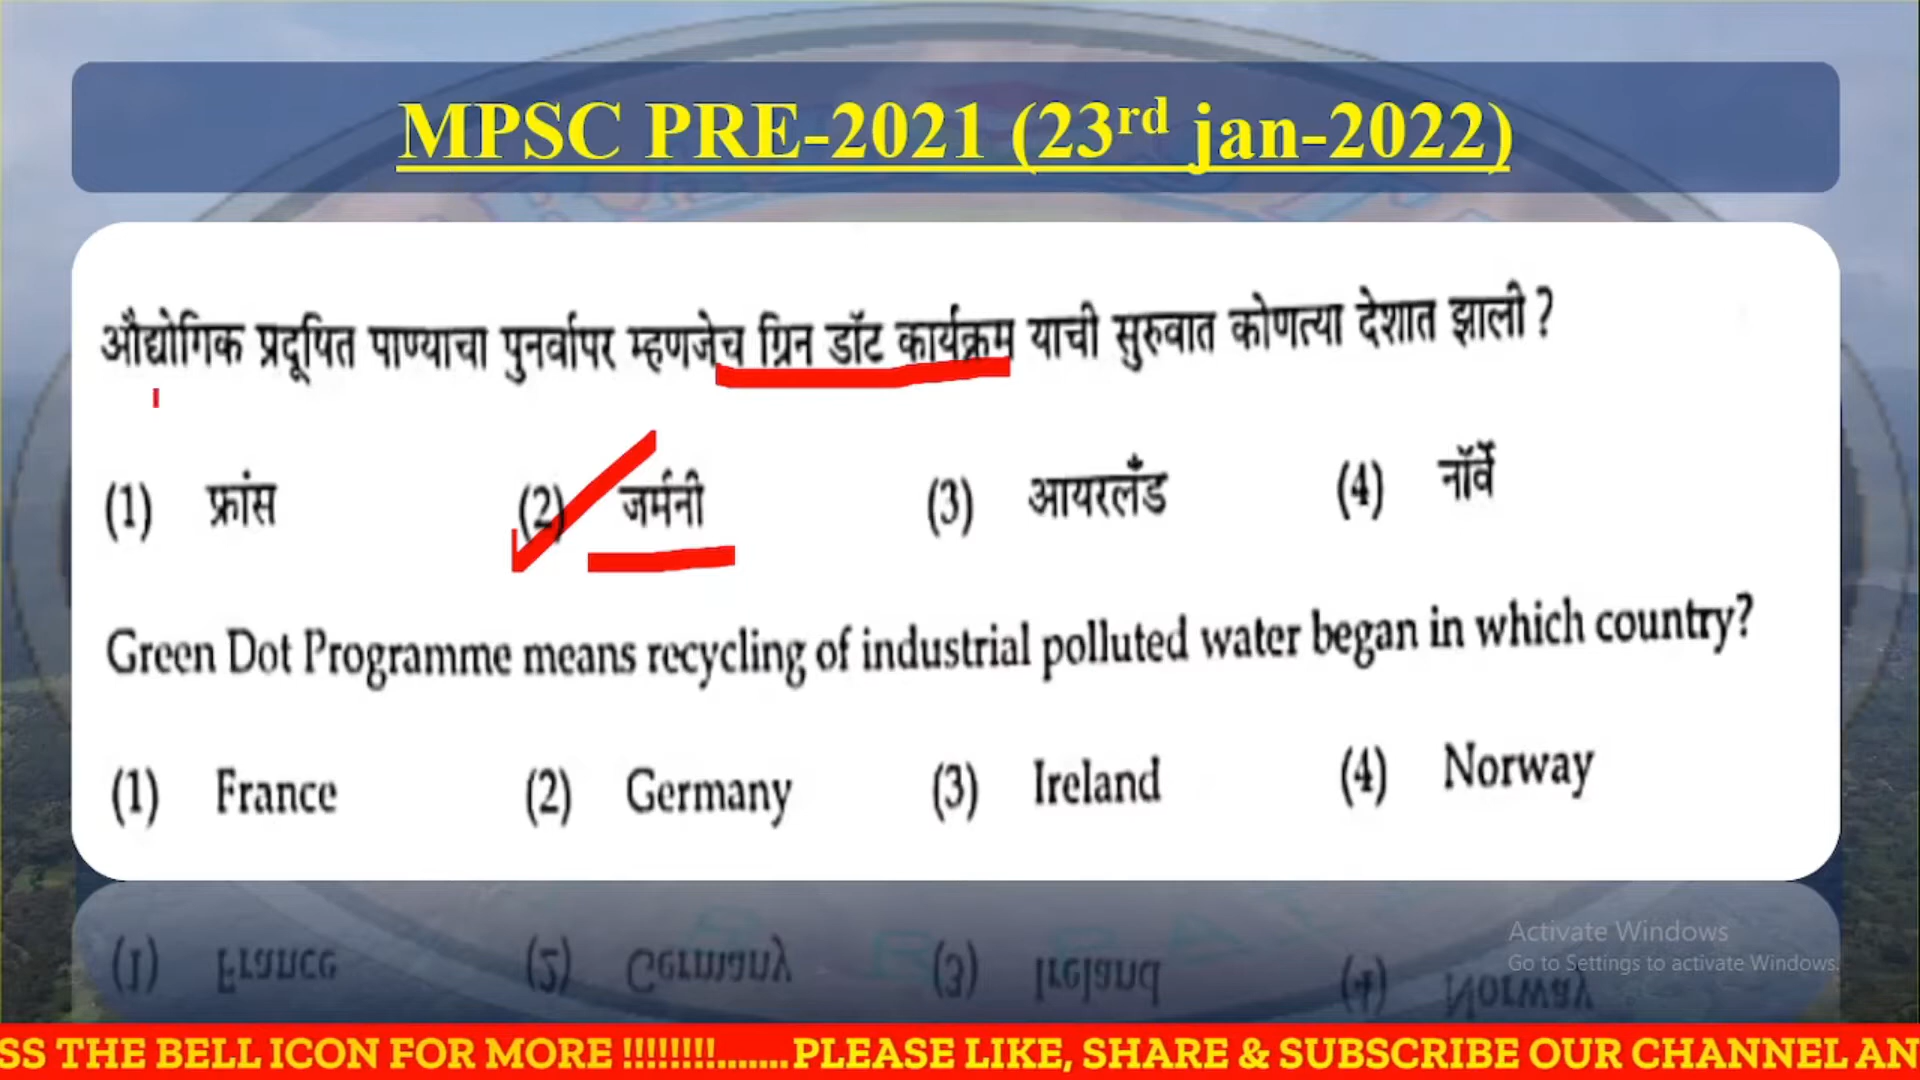 MPSC PRE-2021 (23rd jan-2022)
औद्योगिक प्रदूषित पाण्याचा पुनर्वापर म्हणजेच ग्रिन डॉट कार्यक्रम याची सुरुवात कोणत्या देशात झाली ?
(1) फ्रांस (2) जर्मनी (3) आयरलँड (4) नॉर्वे
Green Dot Programme means recycling of industrial polluted water began in which country?
(1) France (2) Germany (3) Ireland (4) Norway
Activate Windows
Go to Settings to activate Windows.
SS THE BELL ICON FOR MORE !!!!!!!!.......PLEASE LIKE, SHARE & SUBSCRIBE OUR CHANNEL AN